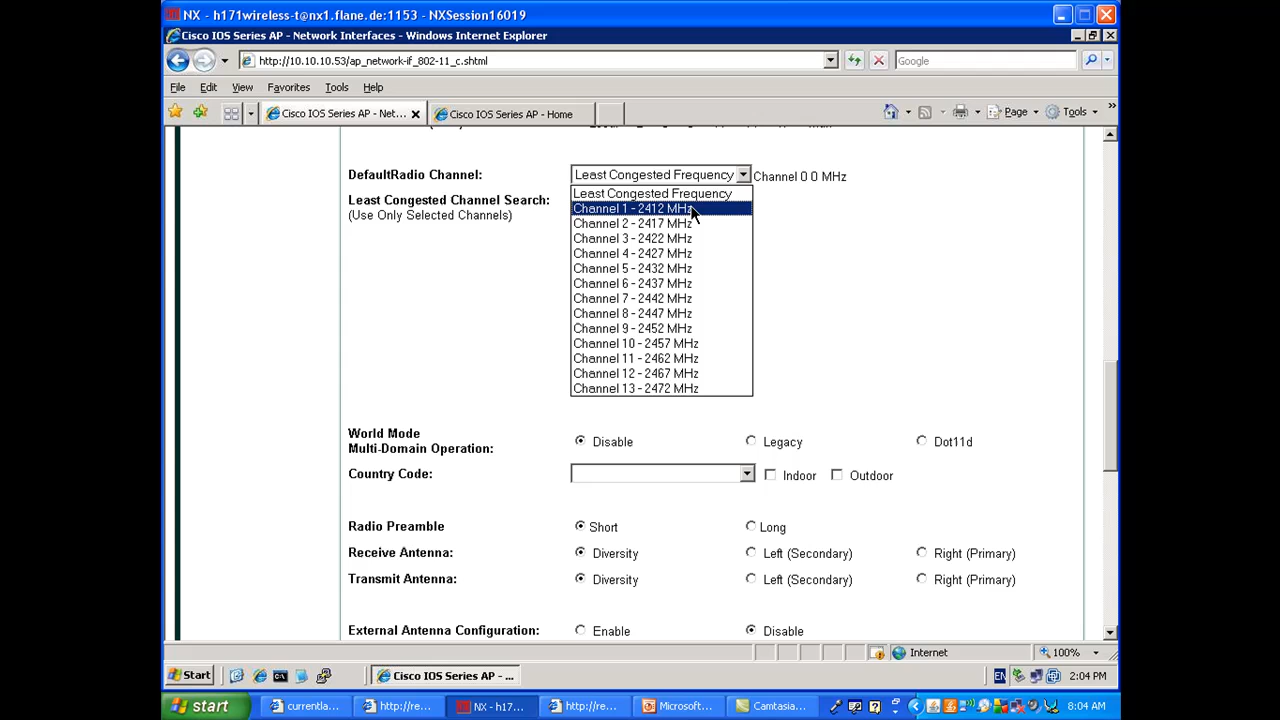 NX - h171wireless-t@nx1.flane.de:1153 - NXSession16019
Cisco IOS Series AP - Network Interfaces - Windows Internet Explorer
http://10.10.10.53/ap_network-if_802-11_c.shtml
Google
File Edit View Favorites Tools Help
Cisco IOS Series AP - Net... Cisco IOS Series AP - Home Page Tools
DefaultRadio Channel: Least Congested Frequency Channel 0 0 MHz
Least Congested Channel Search:
(Use Only Selected Channels)
Least Congested Frequency
Channel 1 - 2412 MHz
Channel 2 - 2417 MHz
Channel 3 - 2422 MHz
Channel 4 - 2427 MHz
Channel 5 - 2432 MHz
Channel 6 - 2437 MHz
Channel 7 - 2442 MHz
Channel 8 - 2447 MHz
Channel 9 - 2452 MHz
Channel 10 - 2457 MHz
Channel 11 - 2462 MHz
Channel 12 - 2467 MHz
Channel 13 - 2472 MHz
World Mode
Multi-Domain Operation: Disable Legacy Dot11d
Country Code: Indoor Outdoor
Radio Preamble Short Long
Receive Antenna: Diversity Left (Secondary) Right (Primary)
Transmit Antenna: Diversity Left (Secondary) Right (Primary)
External Antenna Configuration: Enable Disable
Internet 100%
Start Cisco IOS Series AP - ... EN 2:04 PM
start currentla... http://re... NX - h17... http://re... Microsoft... Camtasia... 8:04 AM